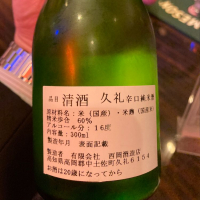 品目 清酒 久礼 辛口純米酒
原材料名：米（国産）・米麹（国産米）
精米歩合 60％
アルコール分：16度
内容量：300ml
製造年月 表面記載
製造者 有限会社 西岡酒造店
高知県高岡郡中土佐町久礼6154
お酒は20歳になってから